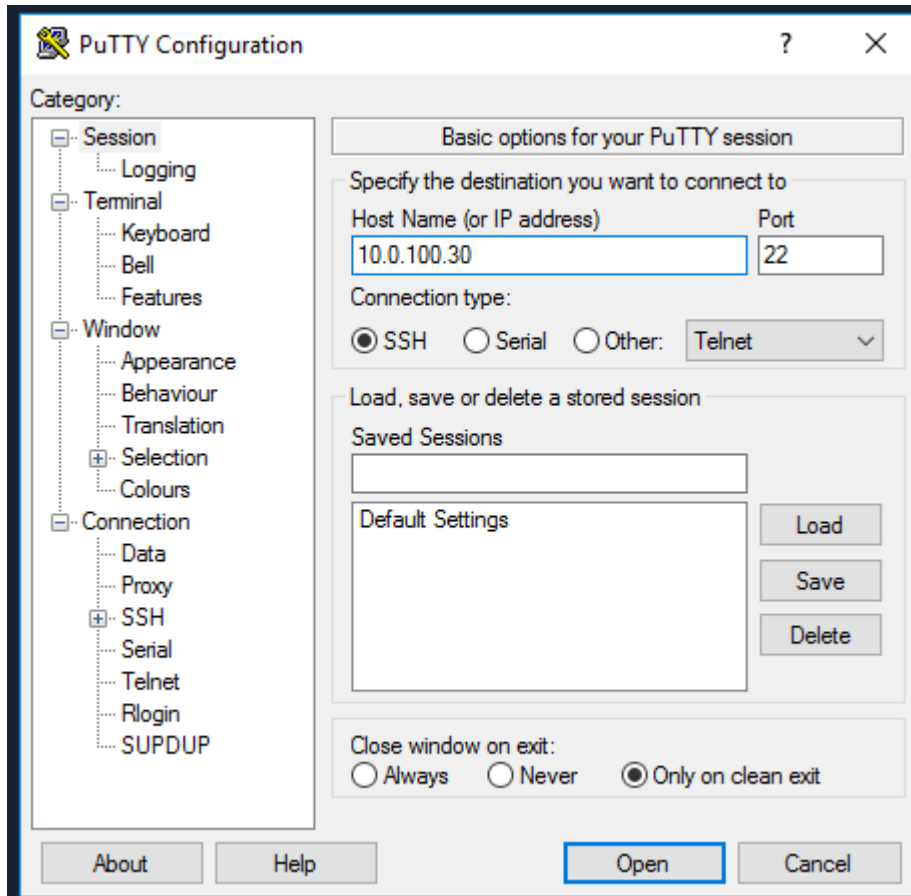 PuTTY Configuration
?
Category:
Session
Logging
Terminal
Keyboard
Bell
Features
Window
Appearance
Behaviour
Translation
Selection
Colours
Connection
Data
Proxy
SSH
Serial
Telnet
Rlogin
SUPDUP
Basic options for your PuTTY session
Specify the destination you want to connect to
Host Name (or IP address) Port
10.0.100.30 22
Connection type:
SSH Serial Other: Telnet
Load, save or delete a stored session
Saved Sessions
Default Settings
Load
Save
Delete
Close window on exit:
Always Never Only on clean exit
About Help Open Cancel